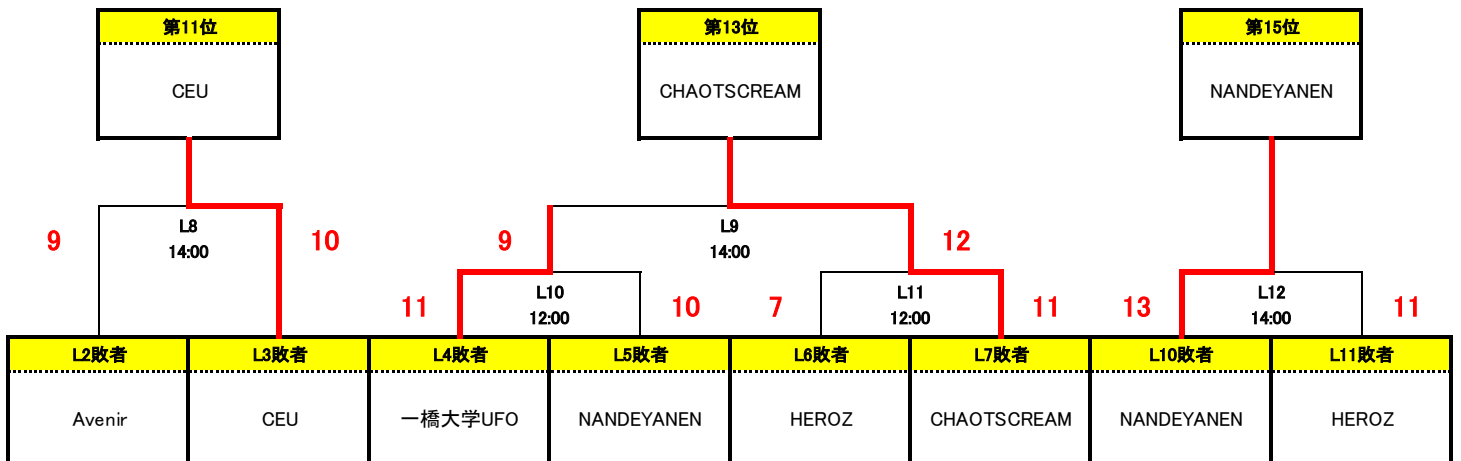 第11位
第13位
第15位
CEU
CHAOTSCREAM
NANDEYANEN
L8
14:00
9
10
L9
14:00
9
12
L10
12:00
11
10
L11
12:00
7
11
L12
14:00
13
11
L2敗者
L3敗者
L4敗者
L5敗者
L6敗者
L7敗者
L10敗者
L11敗者
Avenir
CEU
一橋大学UFO
NANDEYANEN
HEROZ
CHAOTSCREAM
NANDEYANEN
HEROZ